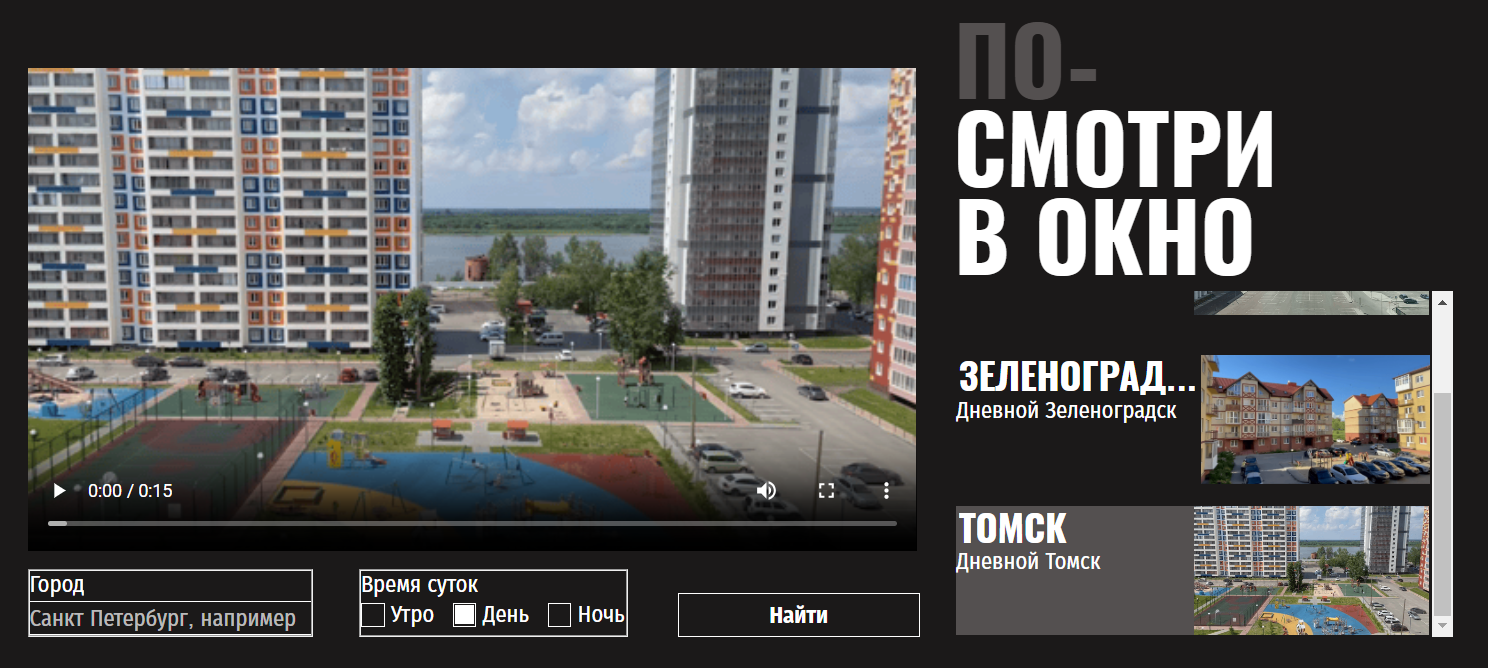 ПО-
СМОТРИ
В ОКНО
0:00 / 0:15
ЗЕЛЕНОГРАД...
Дневной Зеленоградск
ТОМСК
Дневной Томск
Город
Санкт Петербург, например
Время суток
Утро День Ночь
Найти